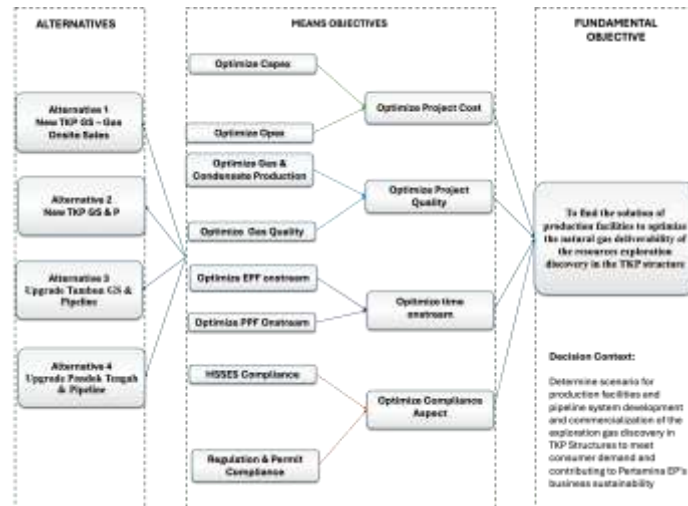 ALTERNATIVES
Alternative 1
New TKP GS – Gas
Onsite Sales
Alternative 2
New TKP GS & P
Alternative 3
Upgrade Tambun GS &
Pipeline
Alternative 4
Upgrade Pondok Tengah
& Pipeline
MEANS OBJECTIVES
Optimize Capex
Optimize Opex
Optimize Gas &
Condensate Production
Optimize Gas Quality
Optimize EPF onstream
Optimize PPF Onstream
HSSES Compliance
Regulation & Permit
Compliance
Optimize Project Cost
Optimize Project
Quality
Optimize time
onstream
Optimize Compliance
Aspect
FUNDAMENTAL
OBJECTIVE
To find the solution of
production facilities to optimize
the natural gas deliverability of
the resources exploration
discovery in the TKP structure
Decision Context:
Determine scenario for
production facilities and
pipeline system development
and commercialization of the
exploration gas discovery in
TKP Structures to meet
consumer demand and
contributing to Pertamina EP's
business sustainability